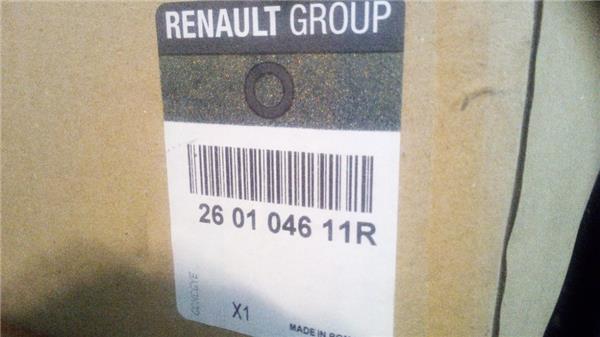 RENAULT GROUP
26 01 046 11R
X1
MADE IN